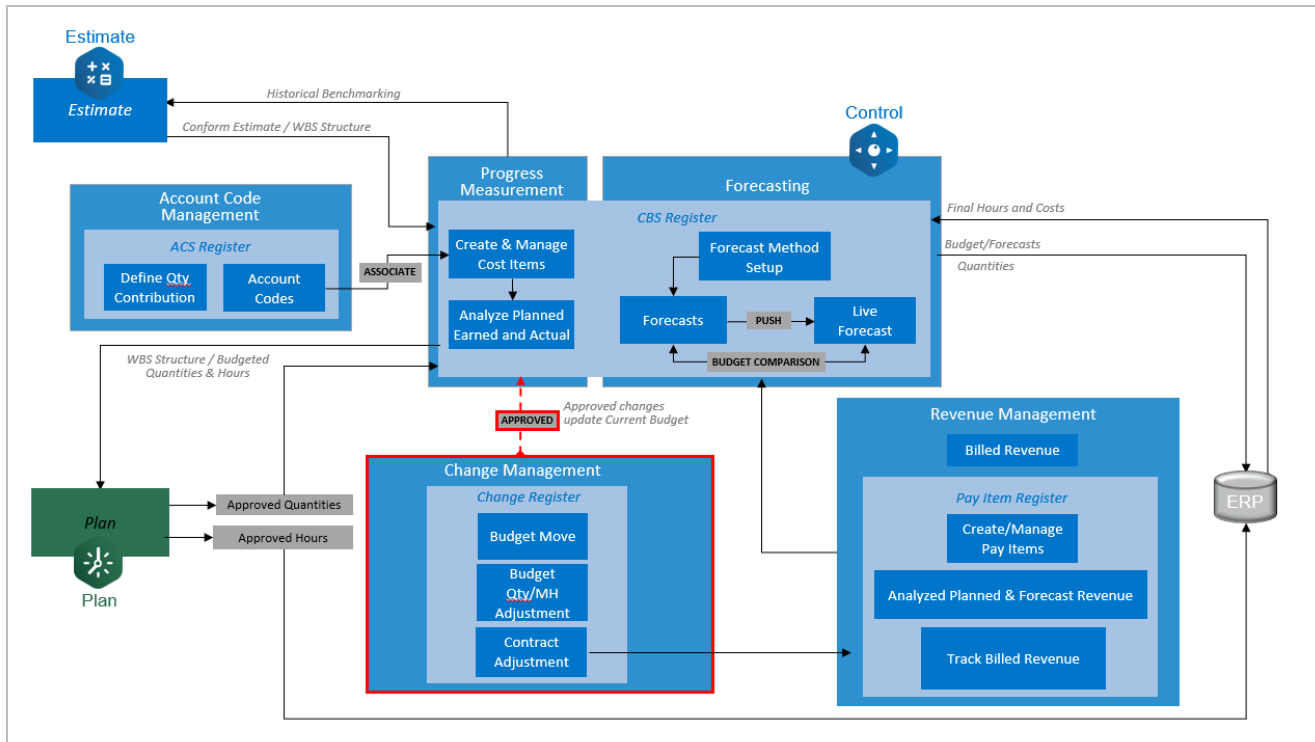 Estimate
Estimate
Historical Benchmarking
Conform Estimate / WBS Structure
Control
Account Code
Management
ACS Register
Define Qty
Contribution
Account
Codes
ASSOCIATE
Progress
Measurement
Forecasting
CBS Register
Create & Manage
Cost Items
Analyze Planned
Earned and Actual
Forecast Method
Setup
Forecasts
PUSH
Live
Forecast
BUDGET COMPARISON
Final Hours and Costs
Budget/Forecasts
Quantities
WBS Structure / Budgeted
Quantities & Hours
APPROVED
Approved changes
update Current Budget
Plan
Plan
Approved Quantities
Approved Hours
Change Management
Change Register
Budget Move
Budget
Qty/MH
Adjustment
Contract
Adjustment
Revenue Management
Billed Revenue
Pay Item Register
Create/Manage
Pay Items
Analyzed Planned & Forecast Revenue
Track Billed Revenue
ERP